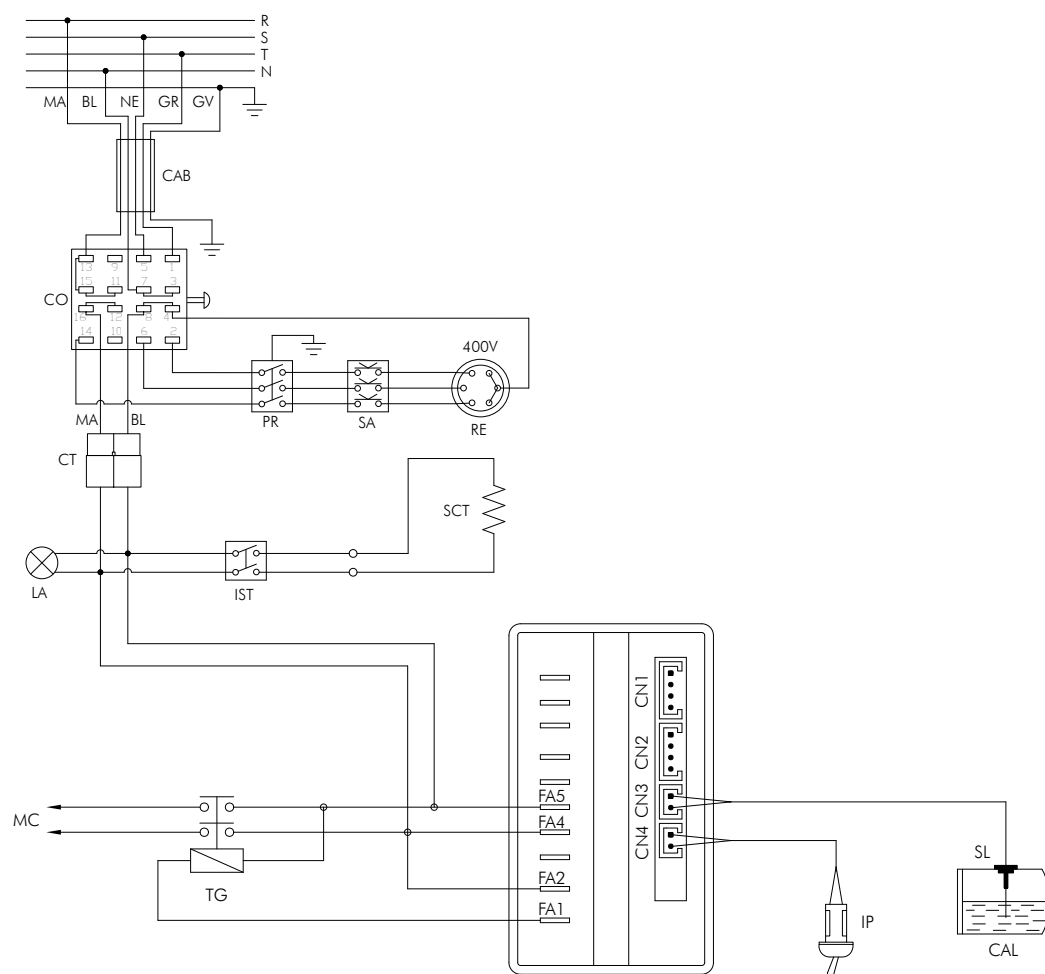 R
S
T
N
MA BL NE GR GV
CAB
13 9 5 1
15 11 7 3
CO
16 12 8 4
14 10 6 2
400V
MA BL
PR SA RE
CT
SCT
LA IST
CN1
CN2
CN3
CN4
FA5
MC
FA4
TG
FA2
FA1
SL
IP
CAL